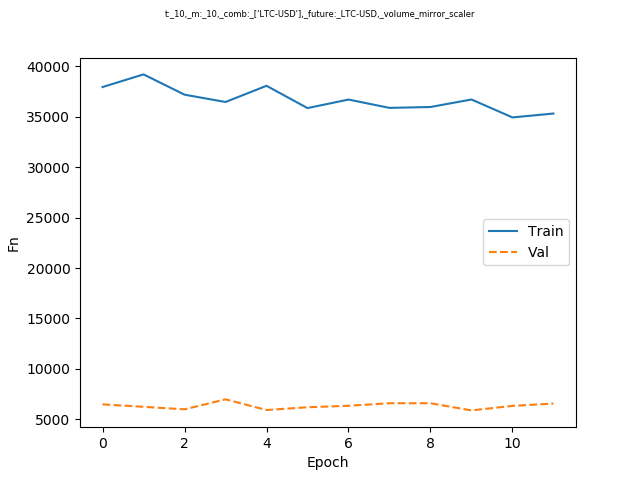 t:_10,_m:_10,_comb:_['LTC-USD'],_future:_LTC-USD,_volume_mirror_scaler
40000
35000
30000
25000
20000
15000
10000
5000
Fn
Train
Val
0 2 4 6 8 10
Epoch